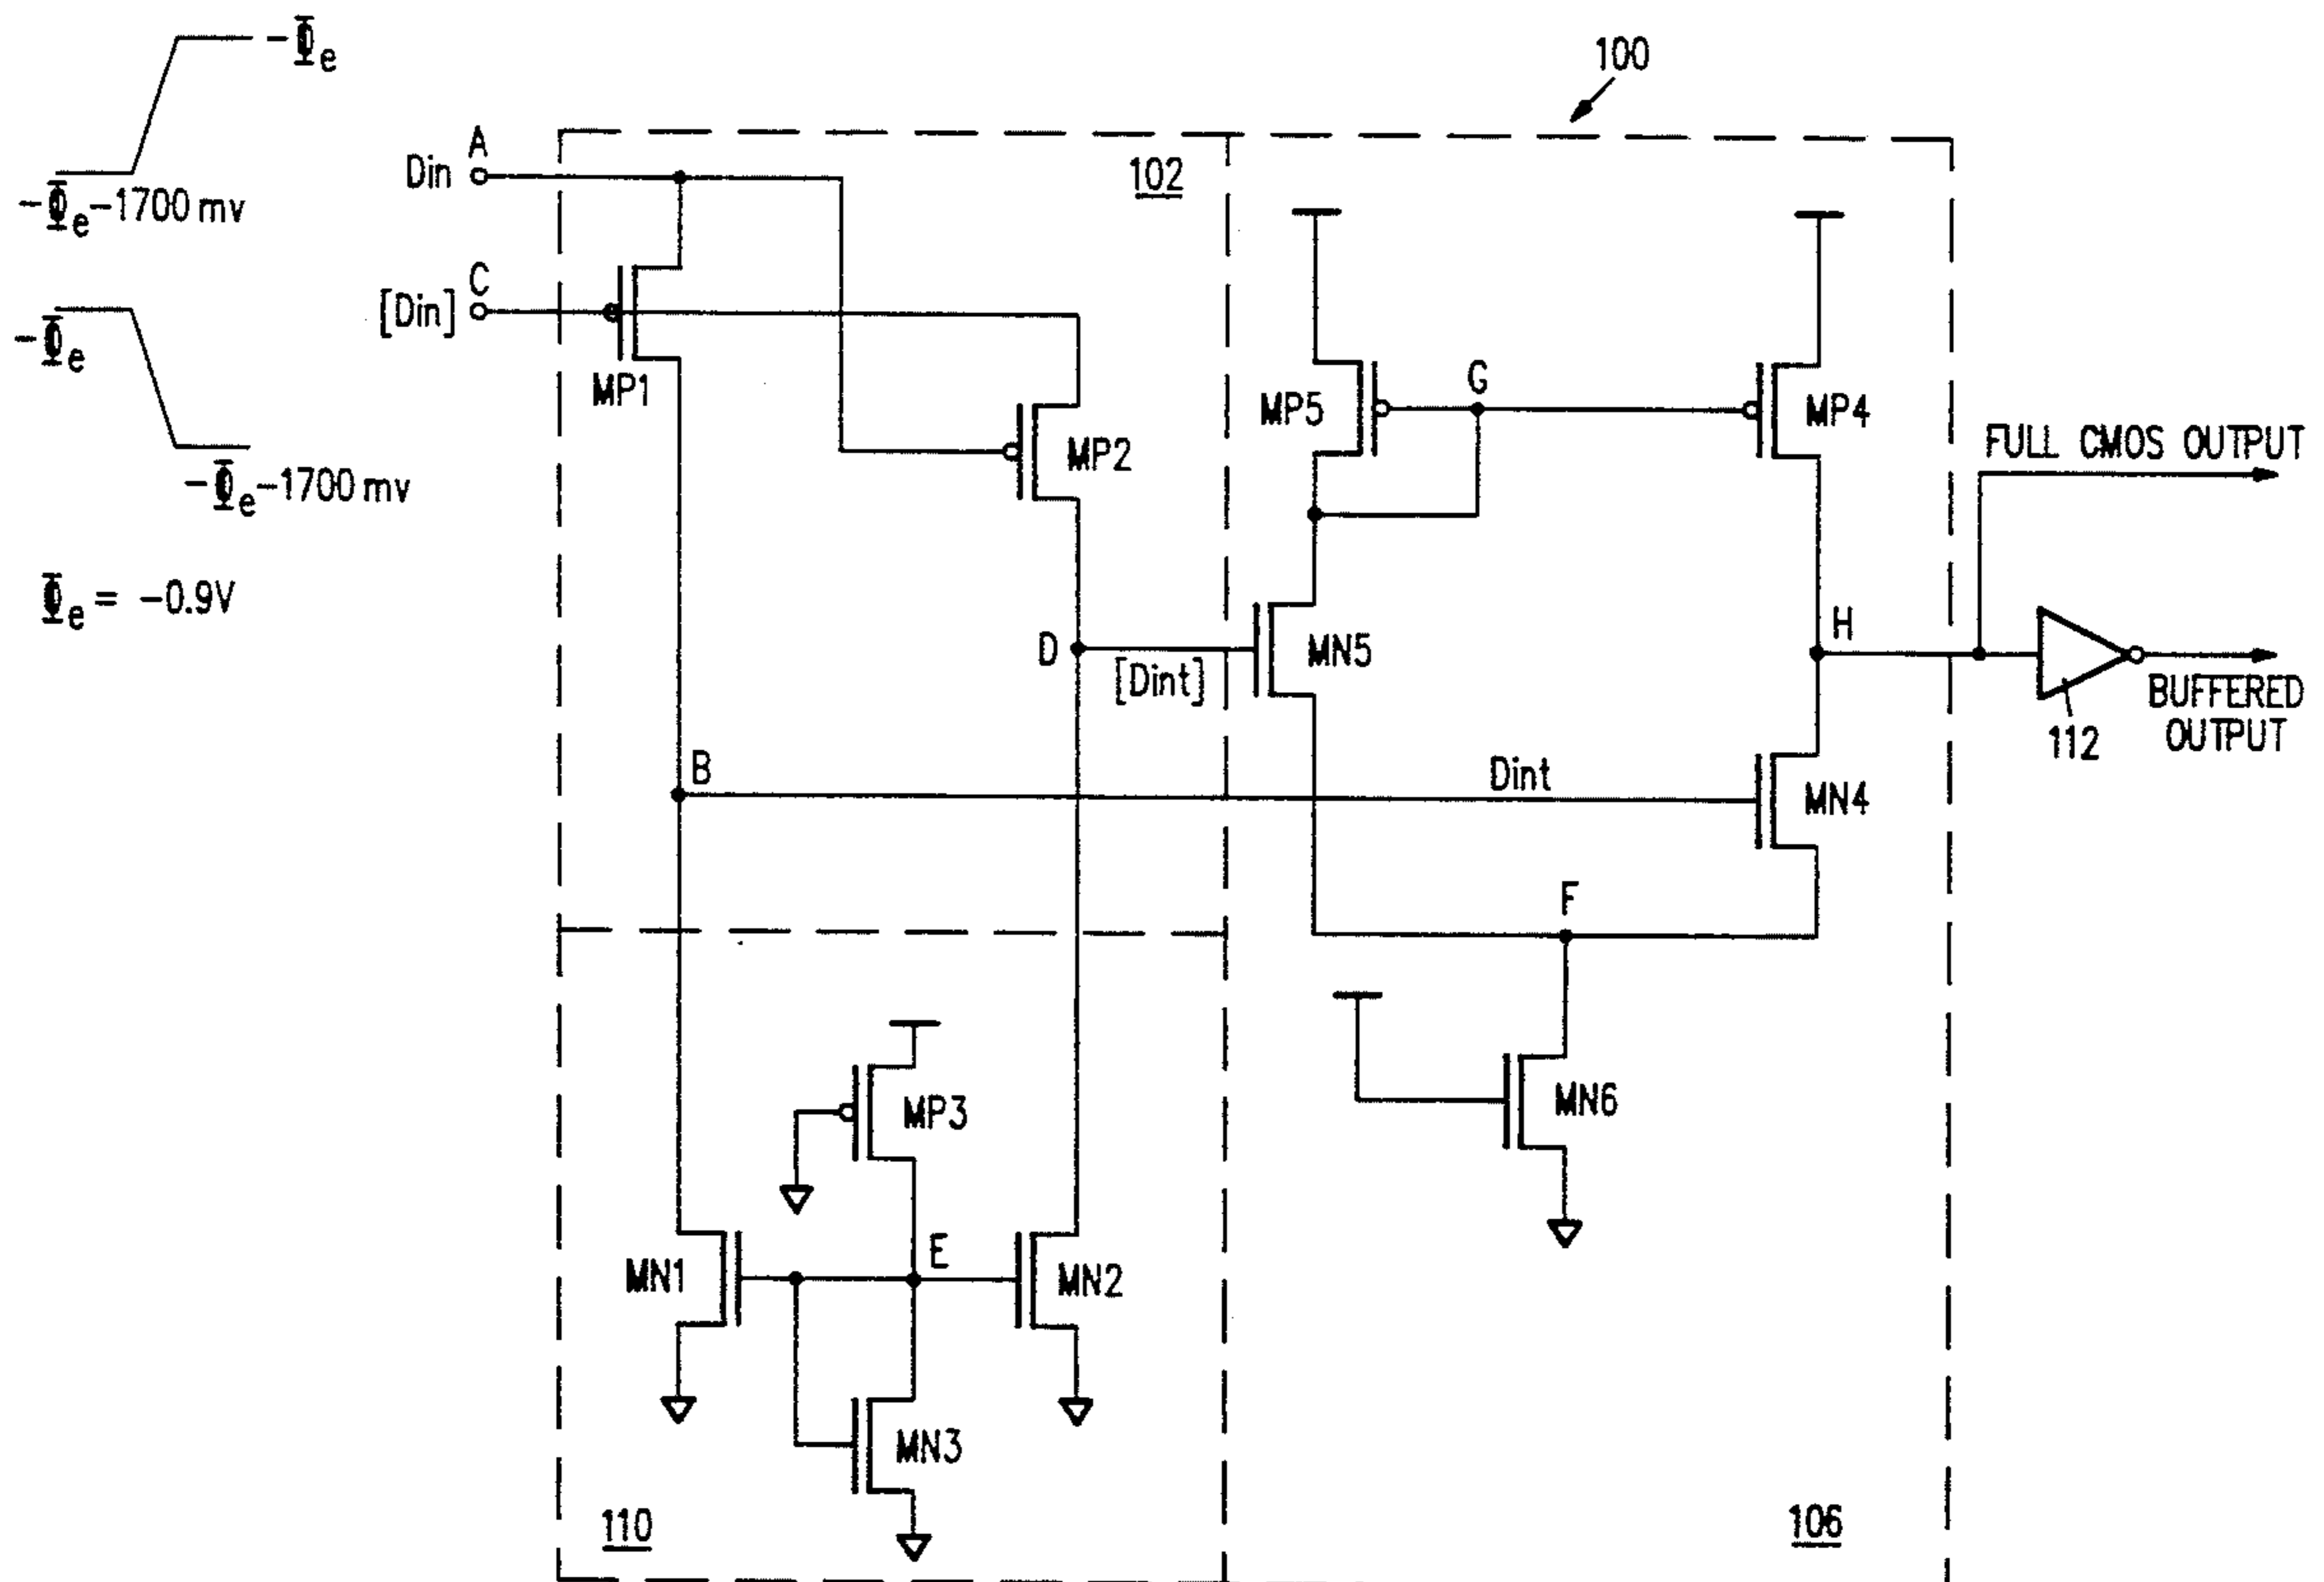 -Φe
-Φe-1700 mv
-Φe
-Φe-1700 mv
Φe = -0.9V
100
A
Din
102
C
[Din]
MP1
MP2
MP5
G
MP4
FULL CMOS OUTPUT
D
[Dint]
MN5
H
BUFFERED
OUTPUT
112
B
Dint
MN4
F
MP3
MN6
MN1
E
MN2
MN3
110
106